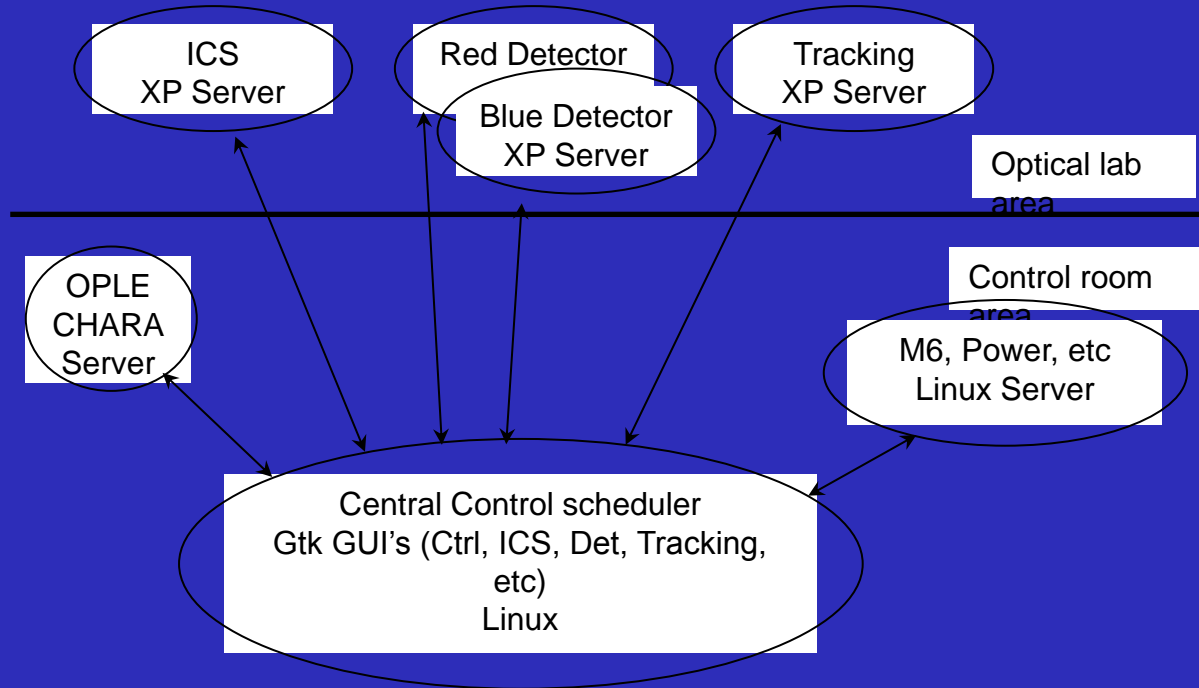 ICS
XP Server
Red Detector
Blue Detector
XP Server
Tracking
XP Server
Optical lab
area
OPLE
CHARA
Server
Control room
area
M6, Power, etc
Linux Server
Central Control scheduler
Gtk GUI’s (Ctrl, ICS, Det, Tracking,
etc)
Linux